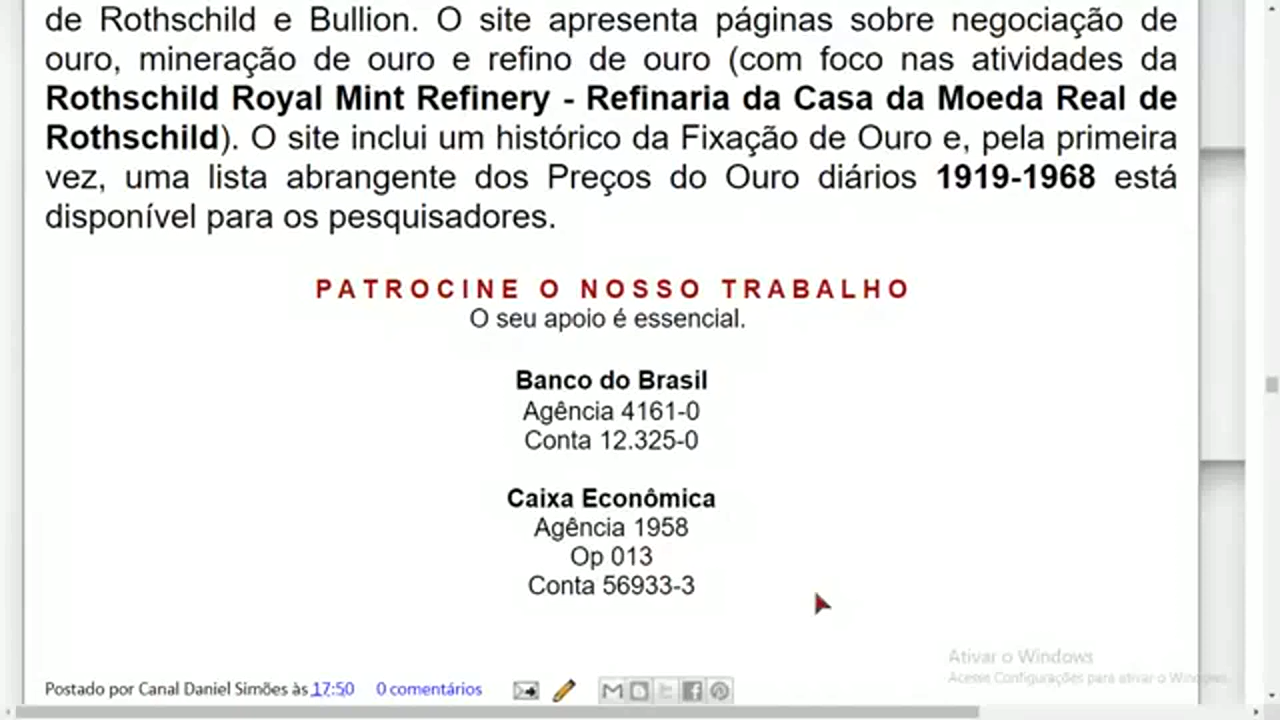 de Rothschild e Bullion. O site apresenta páginas sobre negociação de
ouro, mineração de ouro e refino de ouro (com foco nas atividades da
Rothschild Royal Mint Refinery - Refinaria da Casa da Moeda Real de
Rothschild). O site inclui um histórico da Fixação de Ouro e, pela primeira
vez, uma lista abrangente dos Preços do Ouro diários 1919-1968 está
disponível para os pesquisadores.
PATROCINE O NOSSO TRABALHO
O seu apoio é essencial.
Banco do Brasil
Agência 4161-0
Conta 12.325-0
Caixa Econômica
Agência 1958
Op 013
Conta 56933-3
Ativar o Windows
Acesse Configurações para ativar o Windows.
Postado por Canal Daniel Simões às 17:50 0 comentários